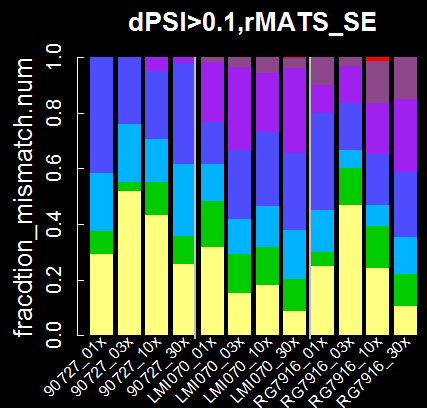 dPSI>0.1,rMATS_SE
fracdtion_mismatch.num
1.0
0.8
0.6
0.4
0.2
0.0
90727_01x
90727_03x
90727_10x
90727_30x
LMI070_01x
LMI070_03x
LMI070_10x
LMI070_30x
RG7916_01x
RG7916_03x
RG7916_10x
RG7916_30x